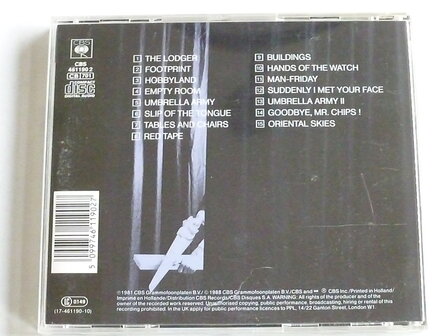 CBS
CBS
461190 2
CB 791
COMPACT
disc
DIGITAL AUDIO
1 THE LODGER
2 FOOTPRINT
3 HOBBYLAND
4 EMPTY ROOM
5 UMBRELLA ARMY
6 SLIP OF THE TONGUE
7 TABLES AND CHAIRS
8 RED TAPE
9 BUILDINGS
10 HANDS OF THE WATCH
11 MAN-FRIDAY
12 SUDDENLY I MET YOUR FACE
13 UMBRELLA ARMY II
14 GOODBYE, MR. CHIPS !
15 ORIENTAL SKIES
5 099746 119027
0149
(17-461190-10)
℗1981 CBS Grammofoonplaten B.V./ © 1988 CBS Grammofoonplaten B.V./CBS and ® CBS Inc./Printed in Holland/
Imprimé en Hollande/Distribution CBS Records/CBS Disques S.A. WARNING: All rights of the producer and of the
owner of the recorded work reserved. Unauthorised copying, public performance, broadcasting, hiring or rental of this
recording prohibited. In the UK apply for public performance licences to PPL, 14/22 Ganton Street, London W1